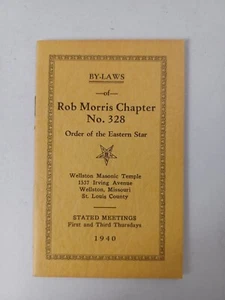 BY-LAWS
of
Rob Morris Chapter
No. 328
Order of the Eastern Star
Wellston Masonic Temple
1537 Irving Avenue
Wellston, Missouri
St. Louis County
STATED MEETINGS
First and Third Thursdays
1940